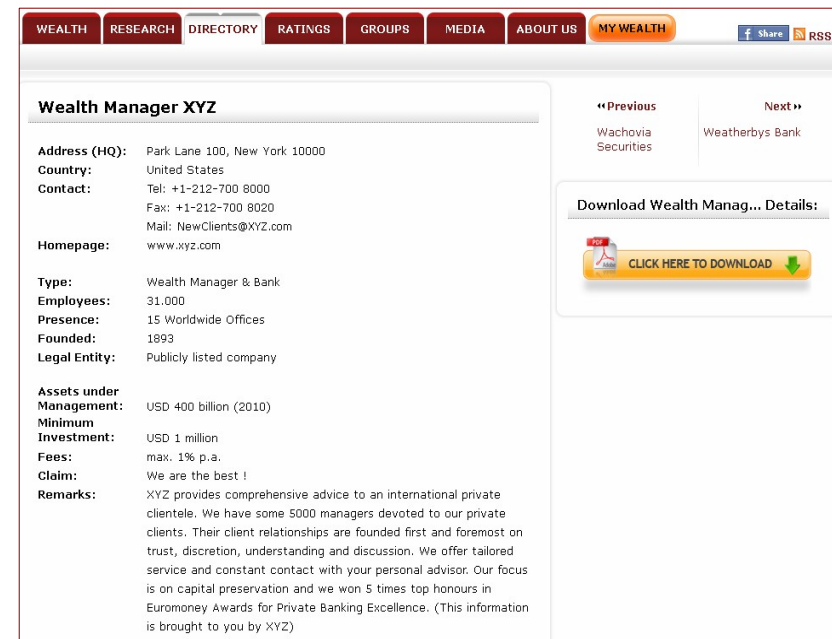 WEALTH RESEARCH DIRECTORY RATINGS GROUPS MEDIA ABOUT US MY WEALTH
f Share RSS
Wealth Manager XYZ
Address (HQ): Park Lane 100, New York 10000
Country: United States
Contact: Tel: +1-212-700 8000
Fax: +1-212-700 8020
Mail: NewClients@XYZ.com
Homepage: www.xyz.com
Type: Wealth Manager & Bank
Employees: 31.000
Presence: 15 Worldwide Offices
Founded: 1893
Legal Entity: Publicly listed company
Assets under
Management: USD 400 billion (2010)
Minimum
Investment: USD 1 million
Fees: max. 1% p.a.
Claim: We are the best !
Remarks: XYZ provides comprehensive advice to an international private
clientele. We have some 5000 managers devoted to our private
clients. Their client relationships are founded first and foremost on
trust, discretion, understanding and discussion. We offer tailored
service and constant contact with your personal advisor. Our focus
is on capital preservation and we won 5 times top honours in
Euromoney Awards for Private Banking Excellence. (This information
is brought to you by XYZ)
Previous Next
Wachovia Weatherbys Bank
Securities
Download Wealth Manag... Details:
PDF
CLICK HERE TO DOWNLOAD